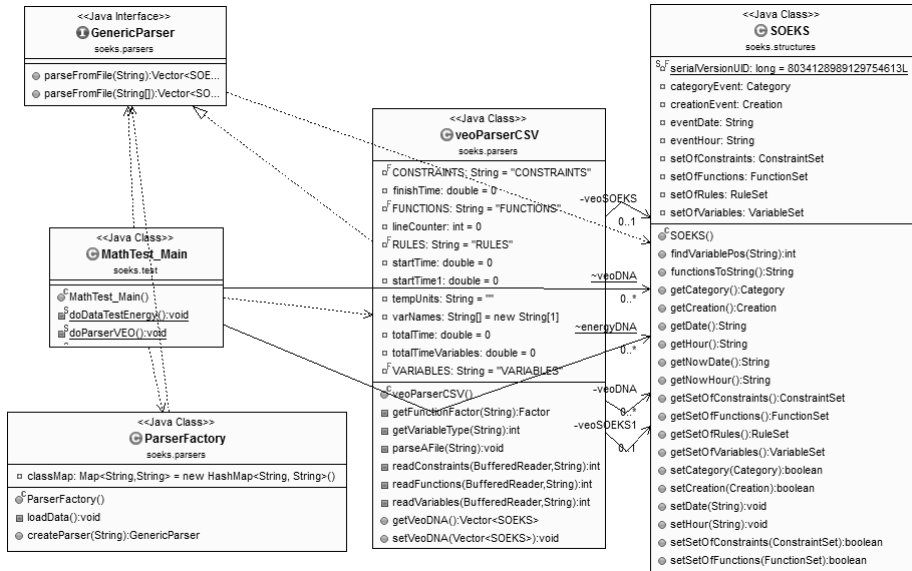 <<Java Interface>>
GenericParser
soeks.parsers
parseFromFile(String):Vector<SOE...
parseFromFile(String[]):Vector<SO...
<<Java Class>>
MathTest_Main
soeks.test
MathTest_Main()
doDataTestEnergy():void
doParserVEO():void
<<Java Class>>
ParserFactory
soeks.parsers
classMap: Map<String,String> = new HashMap<String, String>()
ParserFactory()
loadData():void
createParser(String):GenericParser
<<Java Class>>
veoParserCSV
soeks.parsers
CONSTRAINTS: String = "CONSTRAINTS"
finishTime: double = 0
FUNCTIONS: String = "FUNCTIONS"
lineCounter: int = 0
RULES: String = "RULES"
startTime: double = 0
startTime1: double = 0
tempUnits: String = ""
varNames: String[] = new String[1]
totalTime: double = 0
totalTimeVariables: double = 0
VARIABLES: String = "VARIABLES"
veoParserCSV()
getFunctionFactor(String):Factor
getVariableType(String):int
parseAFile(String):void
readConstraints(BufferedReader,String):int
readFunctions(BufferedReader,String):int
readVariables(BufferedReader,String):int
getVeoDNA():Vector<SOEKS>
setVeoDNA(Vector<SOEKS>):void
-veoSOEKS
0..1
~veoDNA
0..*
~energyDNA
0..*
-veoDNA
0..*
-veoSOEKS1
0..1
<<Java Class>>
SOEKS
soeks.structures
serialVersionUID: long = 8034128989129754613L
categoryEvent: Category
creationEvent: Creation
eventDate: String
eventHour: String
setOfConstraints: ConstraintSet
setOfFunctions: FunctionSet
setOfRules: RuleSet
setOfVariables: VariableSet
SOEKS()
findVariablePos(String):int
functionsToString():String
getCategory():Category
getCreation():Creation
getDate():String
getHour():String
getNowDate():String
getNowHour():String
getSetOfConstraints():ConstraintSet
getSetOfFunctions():FunctionSet
getSetOfRules():RuleSet
getSetOfVariables():VariableSet
setCategory(Category):boolean
setCreation(Creation):boolean
setDate(String):void
setHour(String):void
setSetOfConstraints(ConstraintSet):boolean
setSetOfFunctions(FunctionSet):boolean